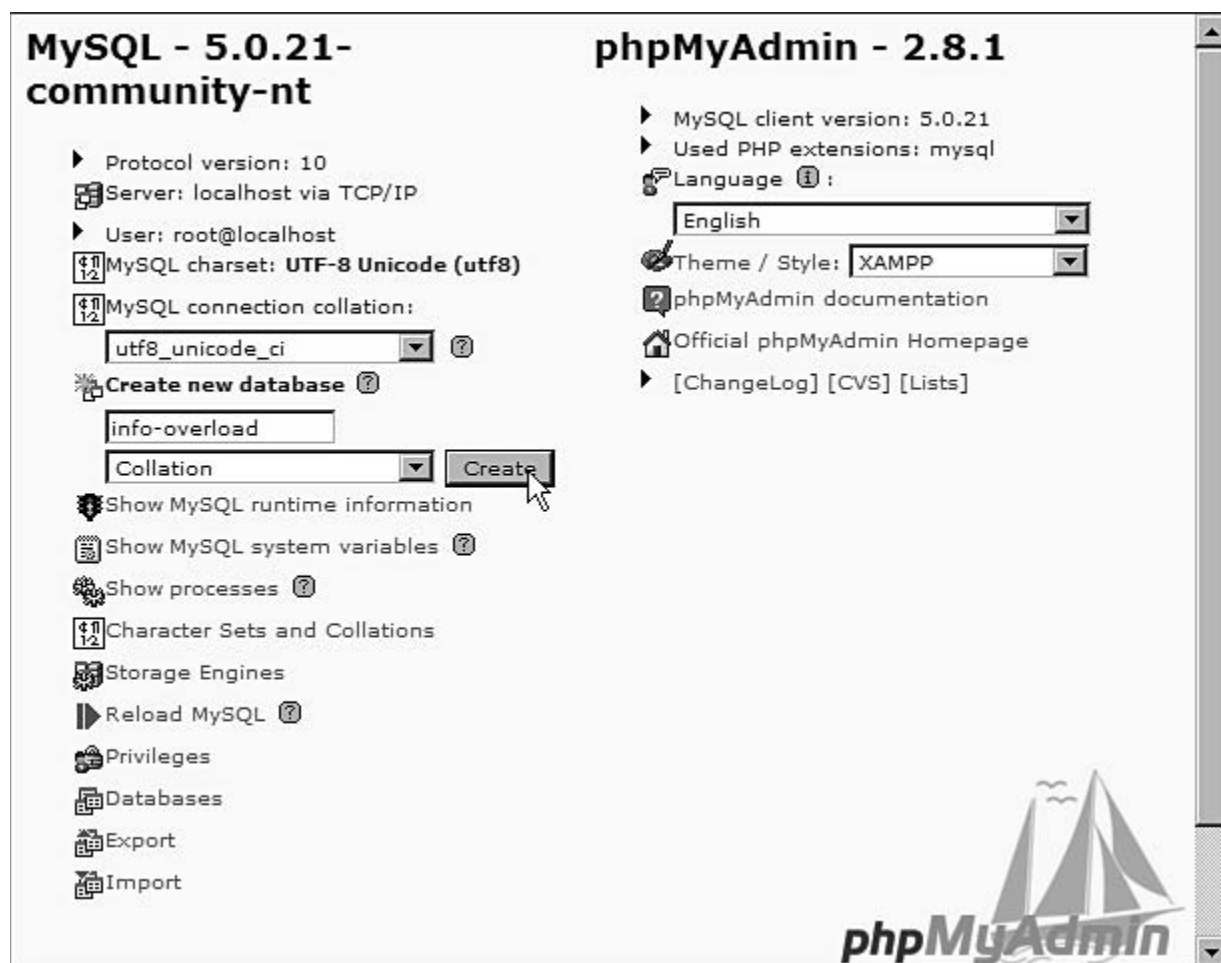 MySQL - 5.0.21-
community-nt
Protocol version: 10
Server: localhost via TCP/IP
User: root@localhost
MySQL charset: UTF-8 Unicode (utf8)
MySQL connection collation:
utf8_unicode_ci
Create new database
info-overload
Collation
Create
Show MySQL runtime information
Show MySQL system variables
Show processes
Character Sets and Collations
Storage Engines
Reload MySQL
Privileges
Databases
Export
Import
phpMyAdmin - 2.8.1
MySQL client version: 5.0.21
Used PHP extensions: mysql
Language :
English
Theme / Style: XAMPP
phpMyAdmin documentation
Official phpMyAdmin Homepage
[ChangeLog] [CVS] [Lists]
phpMyAdmin